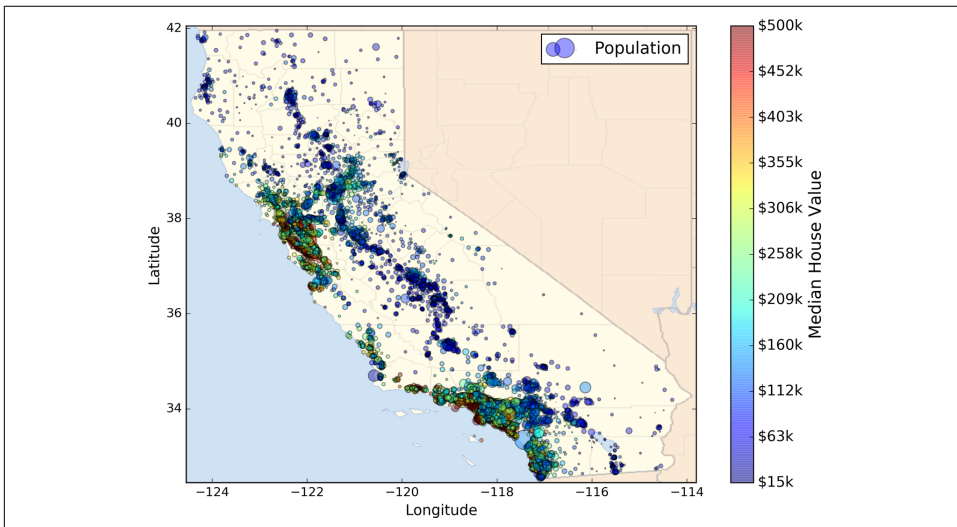 Population
42
40
38
36
34
Latitude
−124
−122
−120
−118
−116
−114
Longitude
$500k
$452k
$403k
$355k
$306k
$258k
$209k
$160k
$112k
$63k
$15k
Median House Value